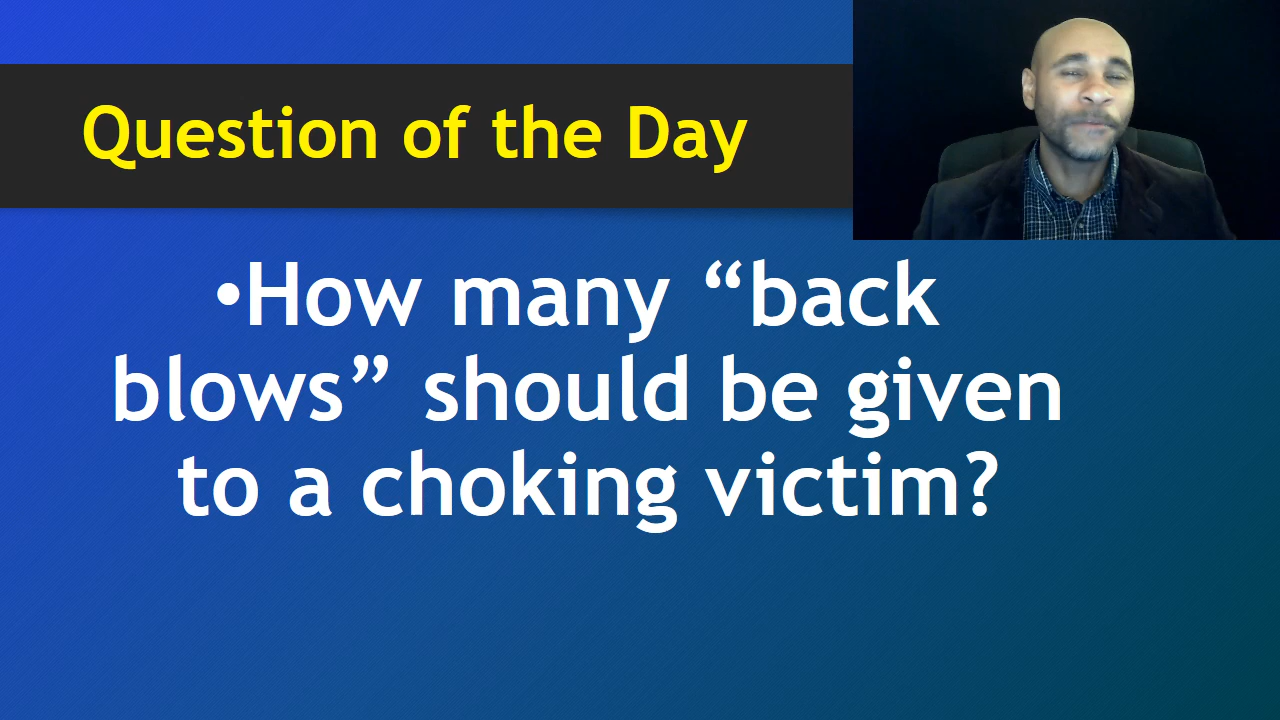 Question of the Day
•How many “back
blows” should be given
to a choking victim?